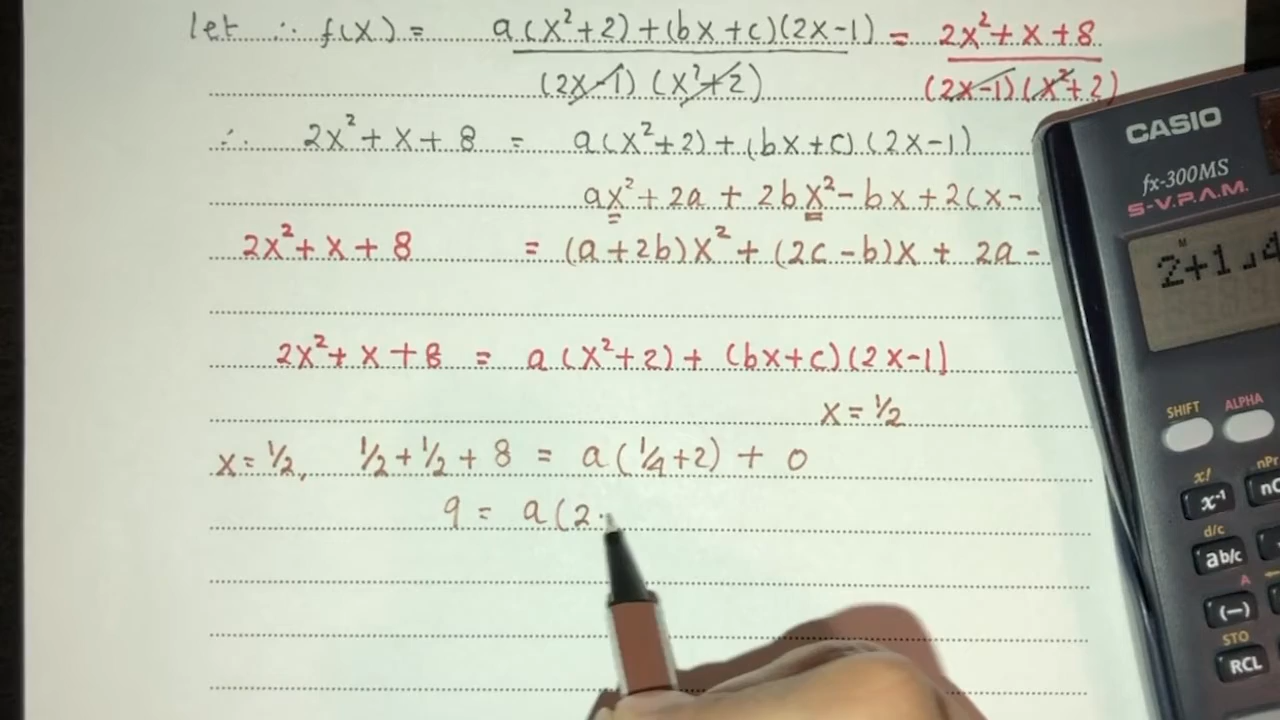 let ∴ f(x) = a(x²+2)+(bx+c)(2x-1) = 2x²+x+8
(2x-1)(x²+2) (2x-1)(x²+2)
∴ 2x²+x+8 = a(x²+2)+(bx+c)(2x-1)
ax²+2a+2bx²-bx+2cx-
2x²+x+8 = (a+2b)x²+(2c-b)x+2a-
2x²+x+8 = a(x²+2)+(bx+c)(2x-1)
x=½
x=½, ½+½+8 = a(¼+2)+0
9 = a(2.
CASIO
fx-300MS
S-V.P.A.M.
M
2+1⌟4
SHIFT ALPHA
x! nPr
x⁻¹
d/c
ab/c
A
(−)
STO
RCL